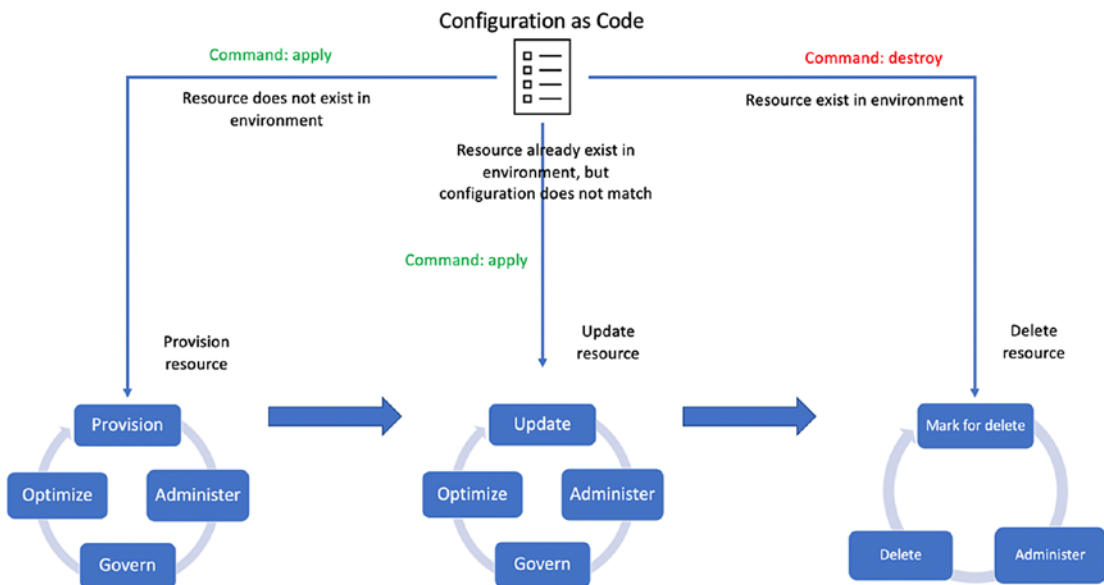 Configuration as Code
Command: apply
Command: destroy
Resource does not exist in
environment
Resource exist in environment
Resource already exist in
environment, but
configuration does not match
Command: apply
Provision
resource
Update
resource
Delete
resource
Provision
Optimize
Administer
Govern
Update
Optimize
Administer
Govern
Mark for delete
Delete
Administer